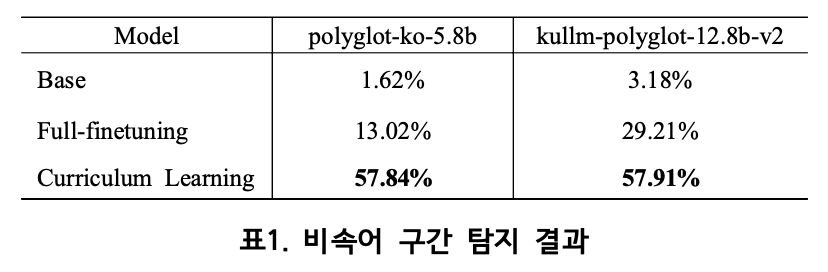 Model polyglot-ko-5.8b kullm-polyglot-12.8b-v2
Base 1.62% 3.18%
Full-finetuning 13.02% 29.21%
Curriculum Learning 57.84% 57.91%
표1. 비속어 구간 탐지 결과